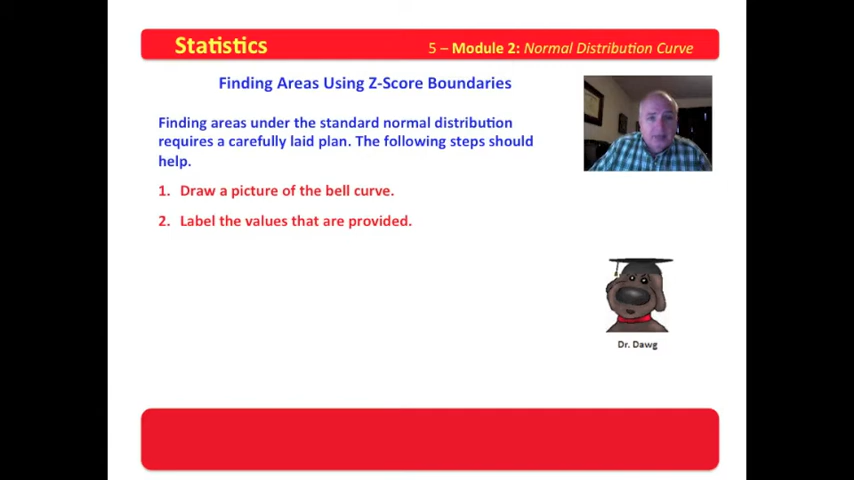 Statistics
5 – Module 2: Normal Distribution Curve
Finding Areas Using Z-Score Boundaries
Finding areas under the standard normal distribution
requires a carefully laid plan. The following steps should
help.
1. Draw a picture of the bell curve.
2. Label the values that are provided.
Dr. Dawg